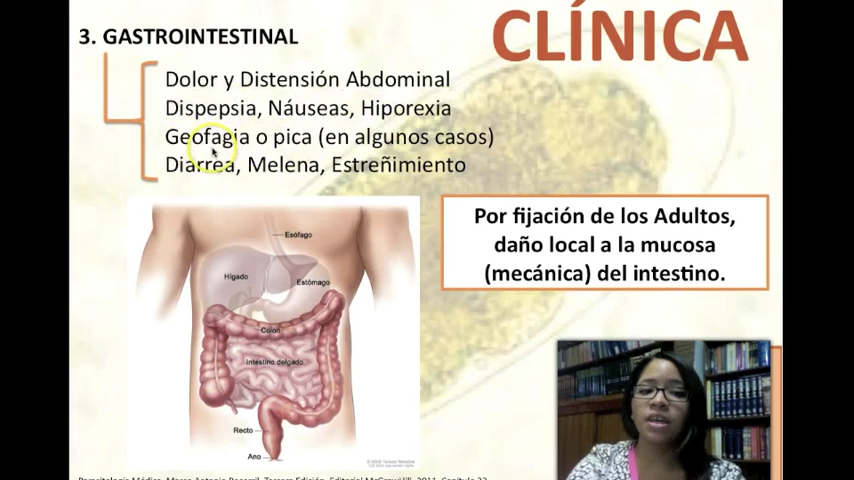 3. GASTROINTESTINAL
CLÍNICA
Dolor y Distensión Abdominal
Dispepsia, Náuseas, Hiporexia
Geofagia o pica (en algunos casos)
Diarrea, Melena, Estreñimiento
Por fijación de los Adultos,
daño local a la mucosa
(mecánica) del intestino.
Esófago
Hígado
Estómago
Colon
Intestino delgado
Recto
Ano